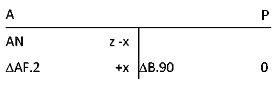 A P
AN z -x
ΔAF.2 +x ΔB.90 0